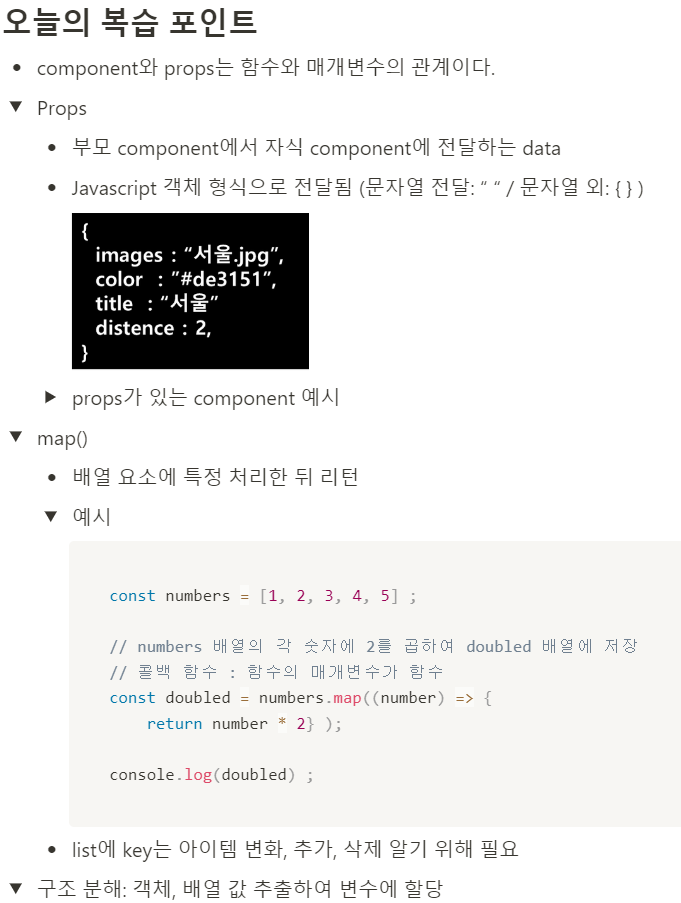 오늘의 복습 포인트
component와 props는 함수와 매개변수의 관계이다.
Props
부모 component에서 자식 component에 전달하는 data
Javascript 객체 형식으로 전달됨 (문자열 전달: “ “ / 문자열 외: { } )
{
images : “서울.jpg”,
color : ”#de3151”,
title : “서울”
distence : 2,
}
props가 있는 component 예시
map()
배열 요소에 특정 처리한 뒤 리턴
예시
const numbers = [1, 2, 3, 4, 5] ;
// numbers 배열의 각 숫자에 2를 곱하여 doubled 배열에 저장
// 콜백 함수 : 함수의 매개변수가 함수
const doubled = numbers.map((number) => {
return number * 2} );
console.log(doubled) ;
list에 key는 아이템 변화, 추가, 삭제 알기 위해 필요
구조 분해: 객체, 배열 값 추출하여 변수에 할당